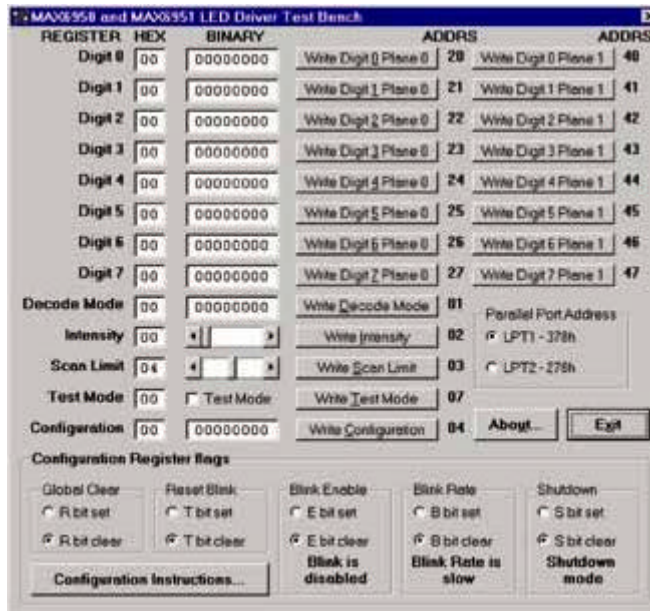 MAX6950 and MAX6951 LED Driver Test Bench
REGISTER HEX BINARY ADDRS ADDRS
Digit 0 00 00000000 Write Digit 0 Plane 0 20 Write Digit 0 Plane 1 40
Digit 1 00 00000000 Write Digit 1 Plane 0 21 Write Digit 1 Plane 1 41
Digit 2 00 00000000 Write Digit 2 Plane 0 22 Write Digit 2 Plane 1 42
Digit 3 00 00000000 Write Digit 3 Plane 0 23 Write Digit 3 Plane 1 43
Digit 4 00 00000000 Write Digit 4 Plane 0 24 Write Digit 4 Plane 1 44
Digit 5 00 00000000 Write Digit 5 Plane 0 25 Write Digit 5 Plane 1 45
Digit 6 00 00000000 Write Digit 6 Plane 0 26 Write Digit 6 Plane 1 46
Digit 7 00 00000000 Write Digit 7 Plane 0 27 Write Digit 7 Plane 1 47
Decode Mode 00 00000000 Write Decode Mode 01
Parallel Port Address
Intensity 00 Write Intensity 02 LPT1 - 378h
Scan Limit 04 Write Scan Limit 03 LPT2 - 278h
Test Mode 00 Test Mode Write Test Mode 07
Configuration 00 00000000 Write Configuration 04 About... Exit
Configuration Register flags
Global Clear Reset Blink Blink Enable Blink Rate Shutdown
R bit set T bit set E bit set B bit set S bit set
R bit clear T bit clear E bit clear B bit clear S bit clear
Blink is Blink Rate is Shutdown
Configuration Instructions... disabled slow mode